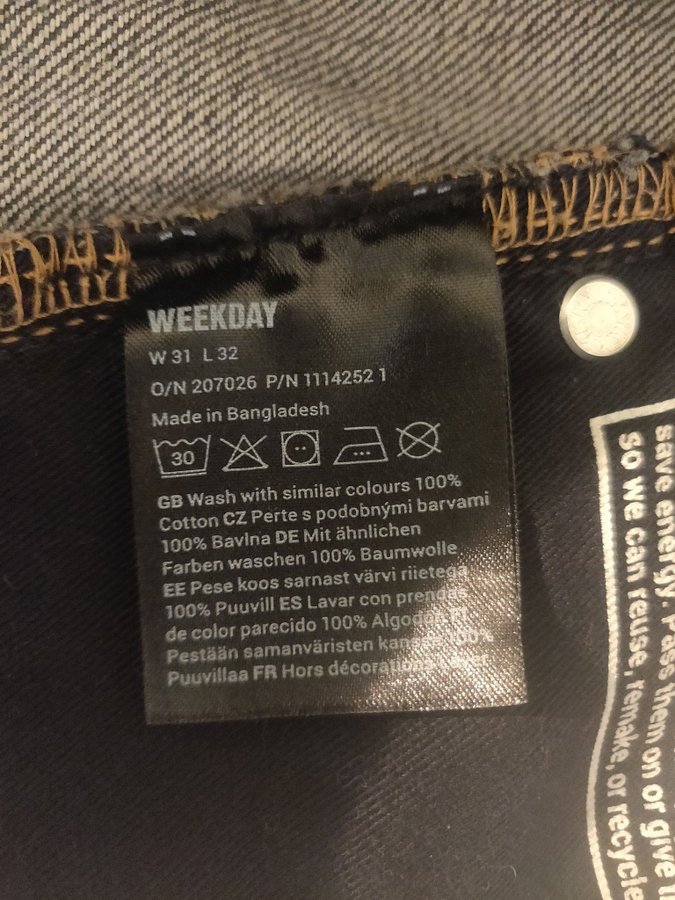 WEEKDAY
W 31 L 32
O/N 207026 P/N 1114252 1
Made in Bangladesh
30
GB Wash with similar colours 100%
Cotton CZ Perte s podobnými barvami
100% Bavlna DE Mit ähnlichen
Farben waschen 100% Baumwolle
EE Pese koos sarnast värvi riietega
100% Puuvill ES Lavar con prendas
de color parecido 100% Algodón FI
Pestään samanväristen kanssa 100%
Puuvillaa FR Hors décorations Laver
save energy. Pass them on or give
so we can reuse, remake, or recycle